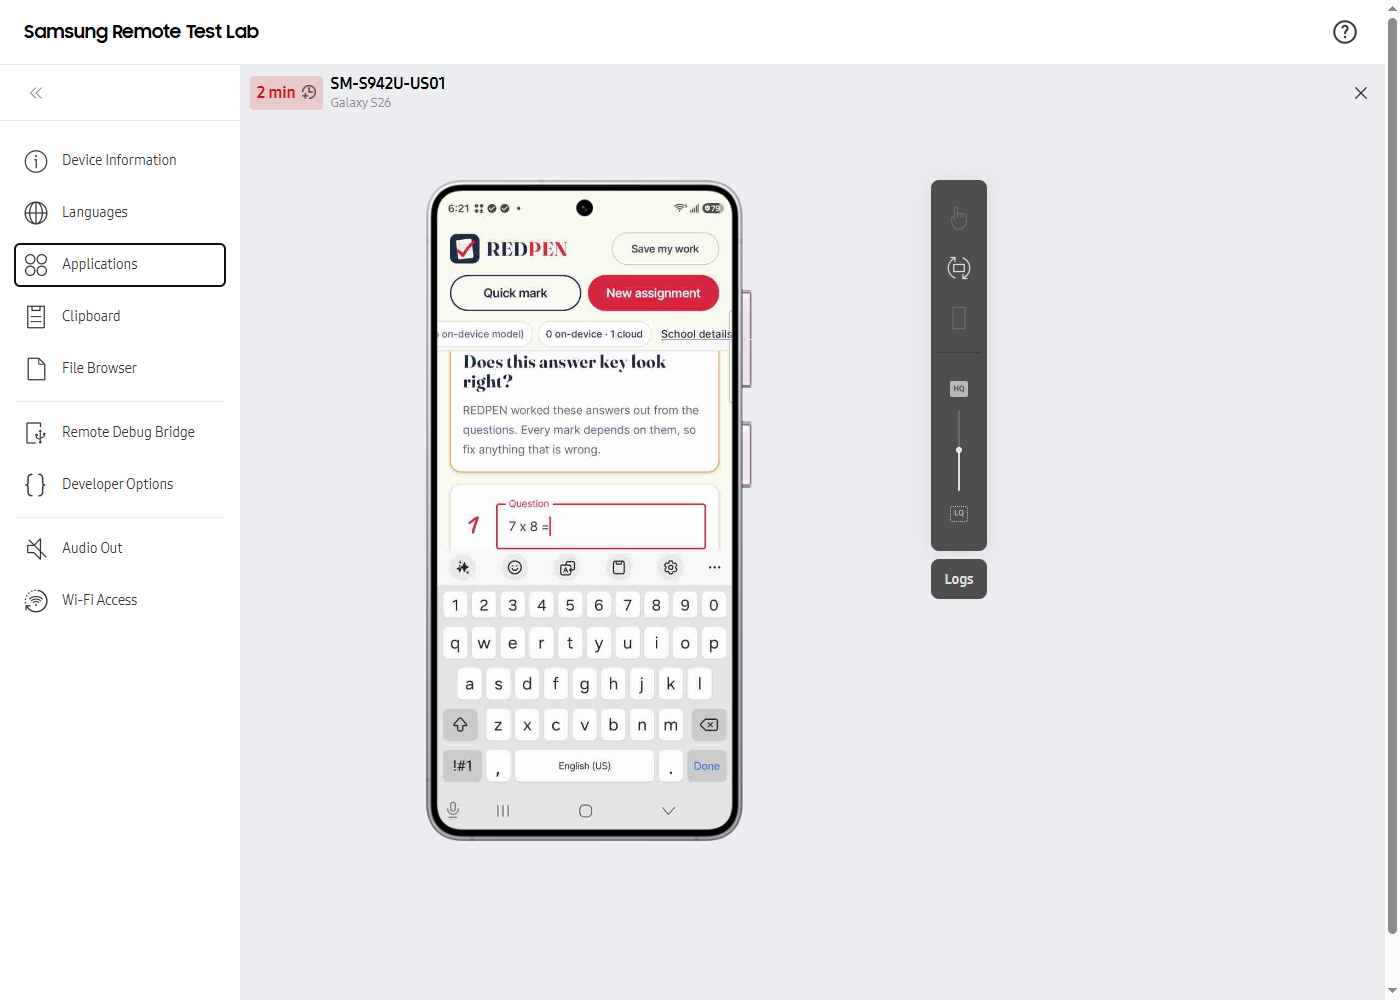 Samsung Remote Test Lab
2 min
SM-S942U-US01
Galaxy S26
Device Information
Languages
Applications
Clipboard
File Browser
Remote Debug Bridge
Developer Options
Audio Out
Wi-Fi Access
6:21
79
REDPEN
Save my work
Quick mark
New assignment
on-device model)
0 on-device · 1 cloud
School details
Does this answer key look
right?
REDPEN worked these answers out from the
questions. Every mark depends on them, so
fix anything that is wrong.
Question
1
7 x 8 =
1 2 3 4 5 6 7 8 9 0
q w e r t y u i o p
a s d f g h j k l
z x c v b n m
!#1 , English (US) . Done
HQ
LQ
Logs